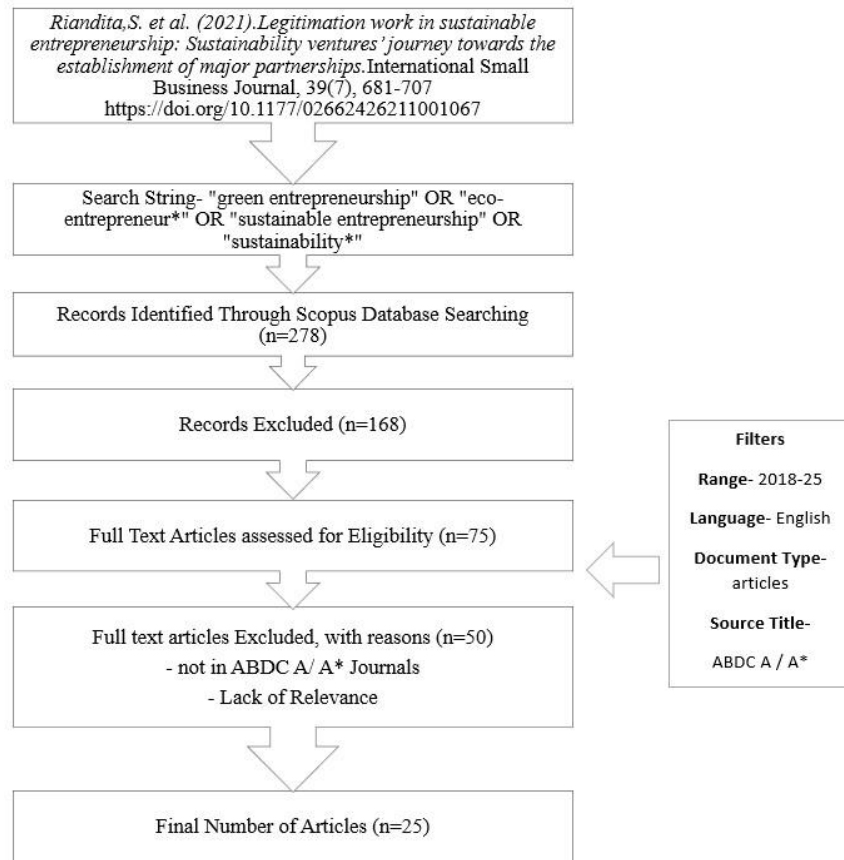 Riandita,S. et al. (2021).Legitimation work in sustainable
entrepreneurship: Sustainability ventures' journey towards the
establishment of major partnerships.International Small
Business Journal, 39(7), 681-707
https://doi.org/10.1177/02662426211001067
Search String- "green entrepreneurship" OR "eco-
entrepreneur*" OR "sustainable entrepreneurship" OR
"sustainability*"
Records Identified Through Scopus Database Searching
(n=278)
Records Excluded (n=168)
Full Text Articles assessed for Eligibility (n=75)
Full text articles Excluded, with reasons (n=50)
- not in ABDC A/ A* Journals
- Lack of Relevance
Final Number of Articles (n=25)
Filters
Range- 2018-25
Language- English
Document Type-
articles
Source Title-
ABDC A / A*